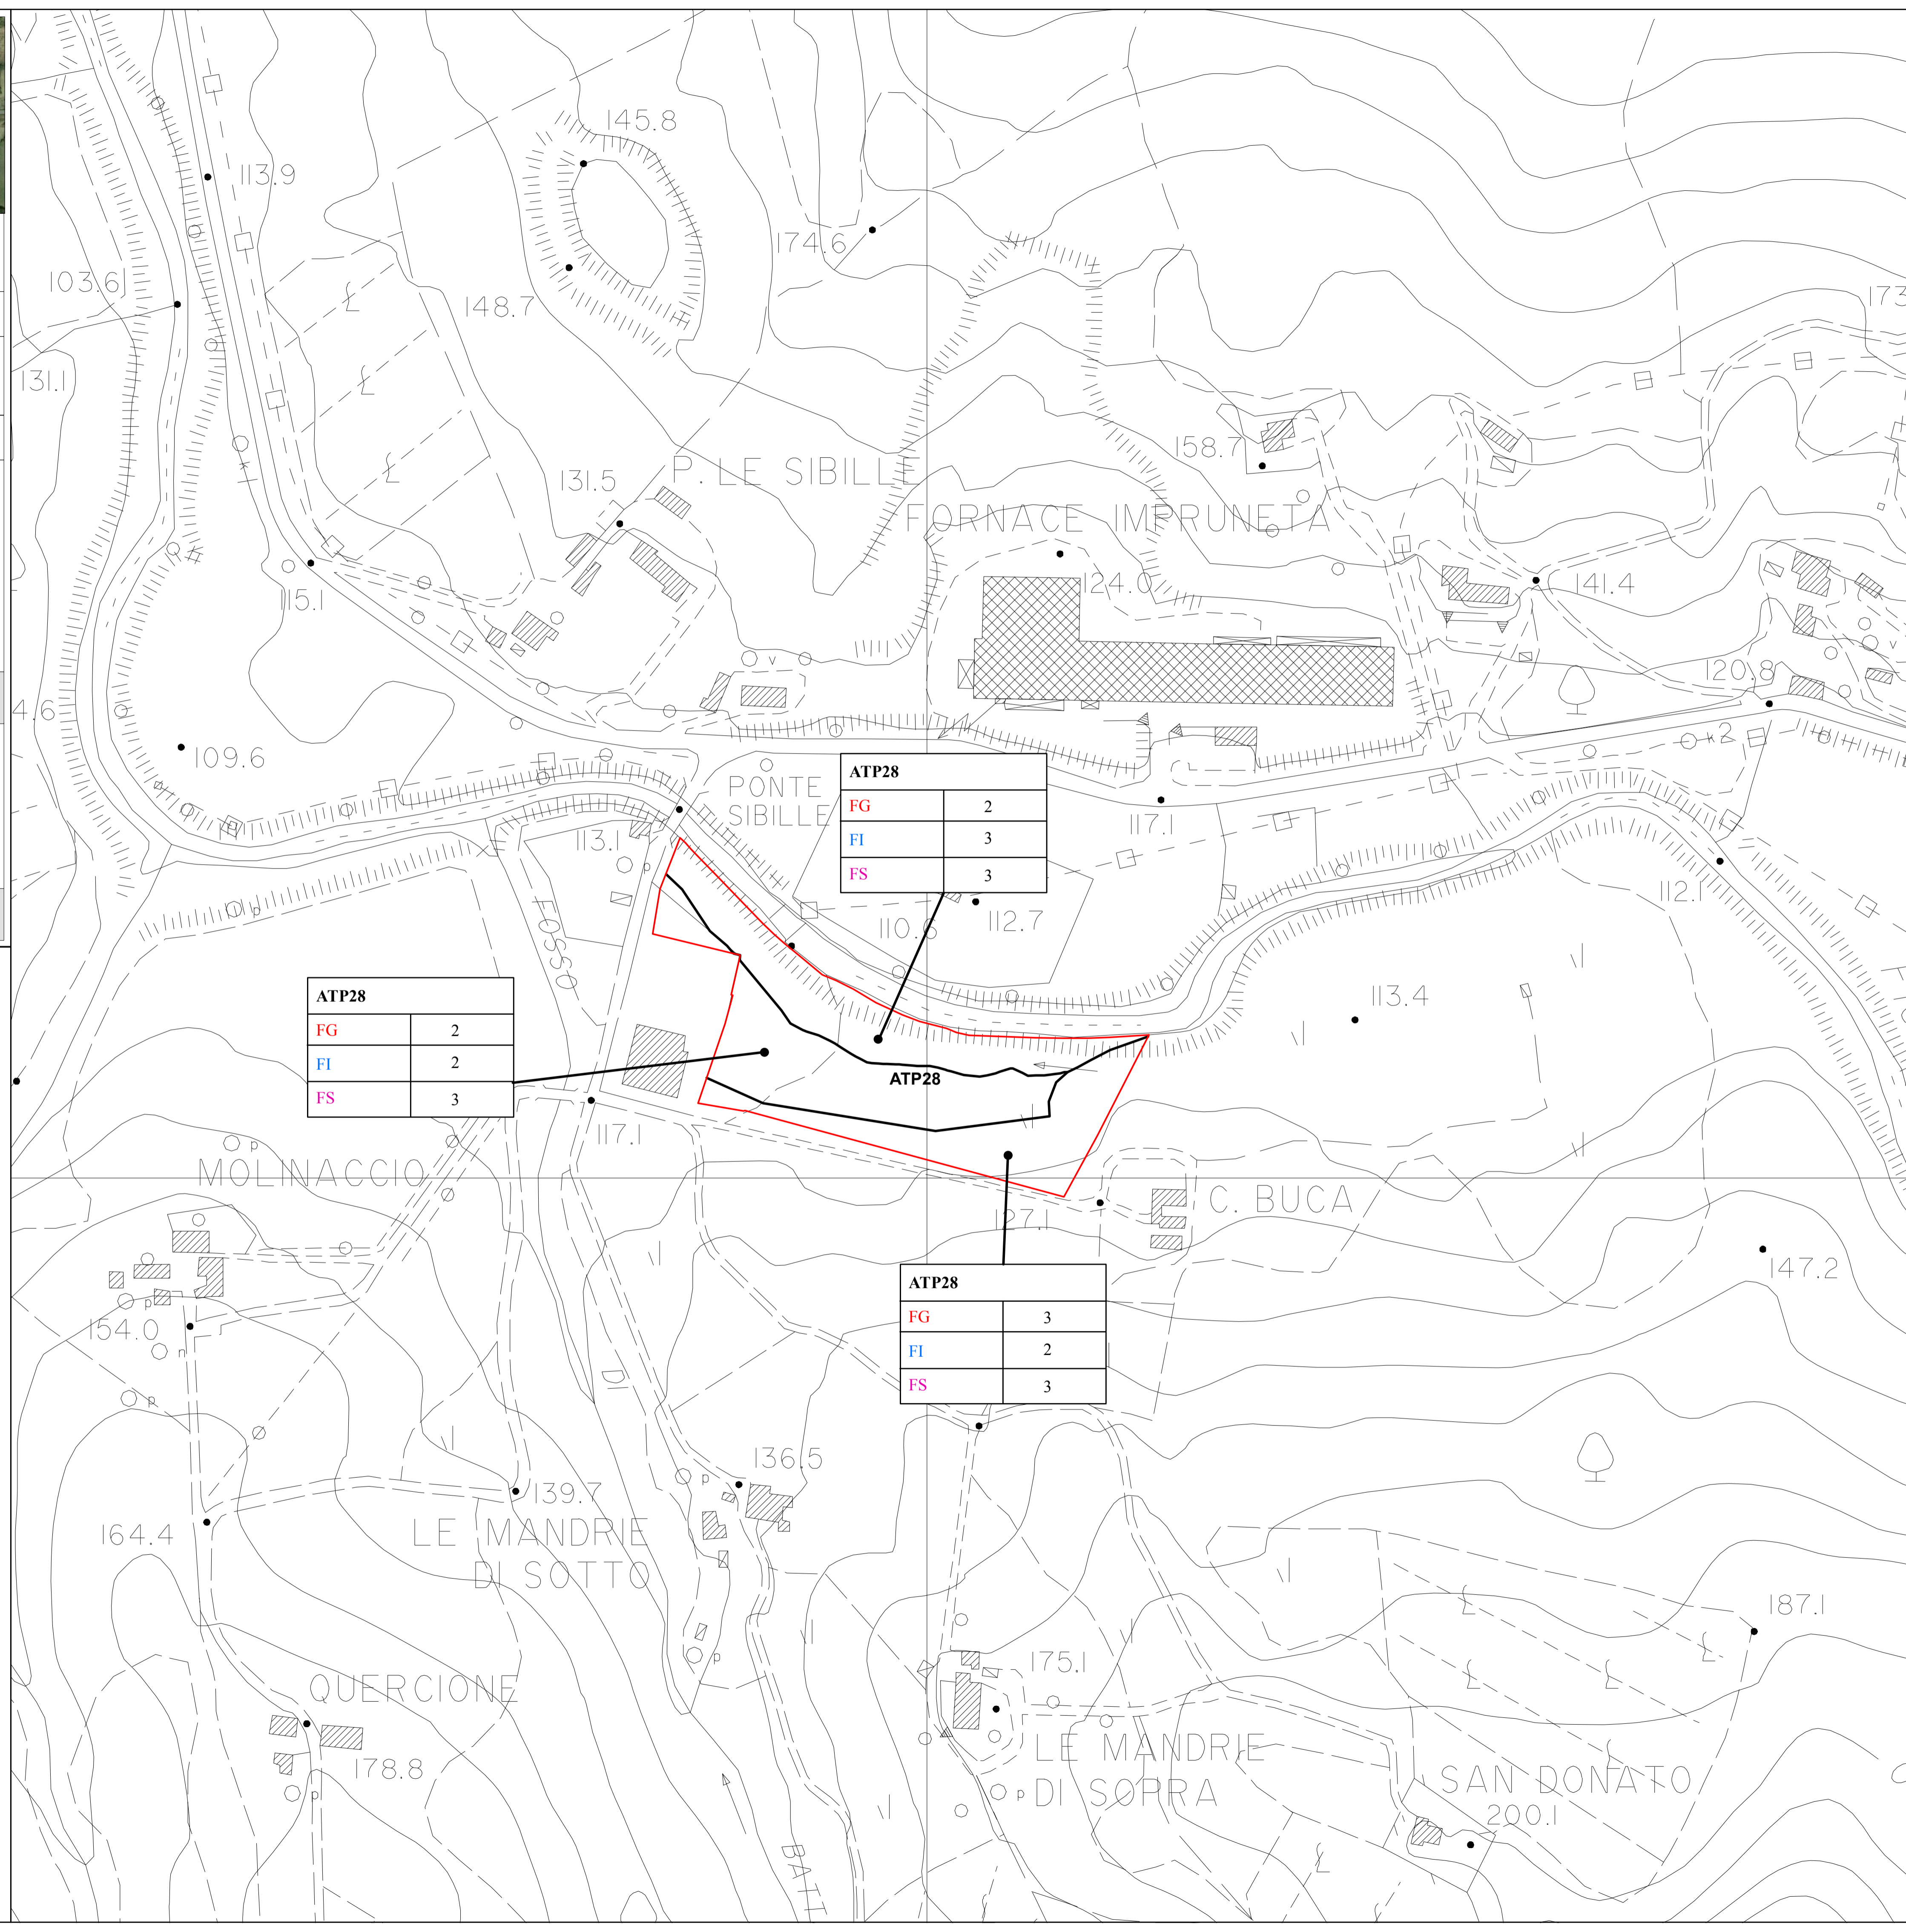 145.8
113.9
174.6
103.6
148.7
173
131.1
158.7
131.5
P. LE SIBILLE
FORNACE IMPRUNETA
124.0
115.1
141.4
v
v
120.8
4.6
k2
109.6
PONTE
SIBILLE
117.1
113.1
p
112.1
ATP28
FG 2
FI 3
FS 3
p
110.6
112.7
FOSSO
113.4
ATP28
FG 2
FI 2
FS 3
ATP28
117.1
p
MOLINACCIO
C. BUCA
127.1
147.2
ATP28
FG 3
FI 2
FS 3
p
154.0
n
p
DI
136.5
p
139.7
164.4
LE MANDRIE
DI SOTTO
187.1
p
175.1
QUERCIONE
LE MANDRIE
DI SOPRA
p
178.8
p
SAN DONATO
200.1